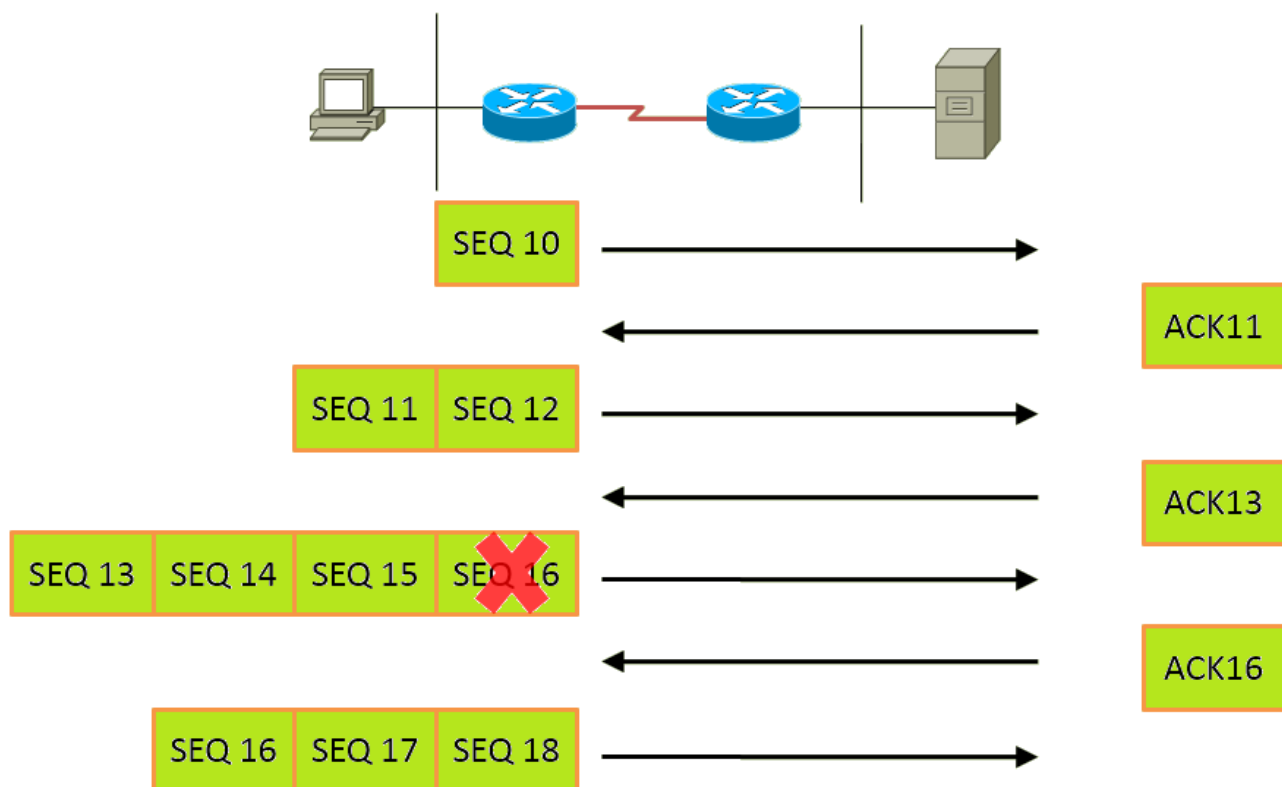 SEQ 10
ACK11
SEQ 11 SEQ 12
ACK13
SEQ 13 SEQ 14 SEQ 15 SEQ 16
ACK16
SEQ 16 SEQ 17 SEQ 18